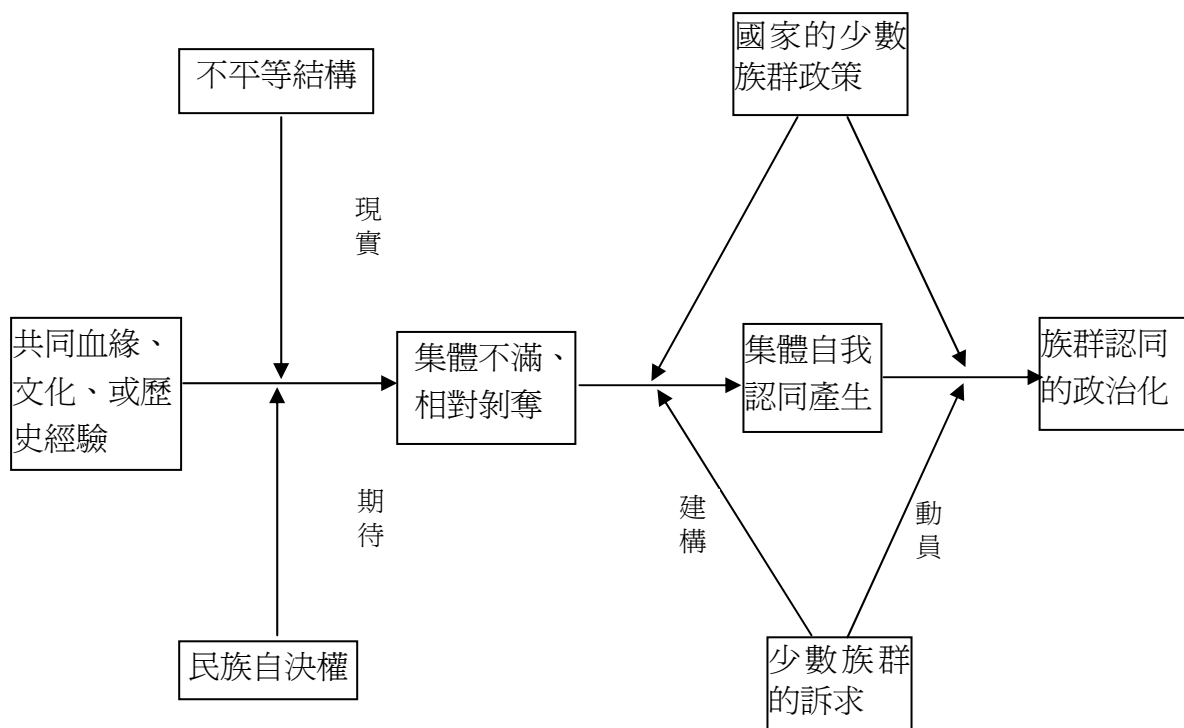 不平等結構
國家的少數
族群政策
現
實
共同血緣、
文化、或歷
史經驗
集體不滿、
相對剝奪
集體自我
認同產生
族群認同
的政治化
期
待
建
構
動
員
民族自決權
少數族群
的訴求